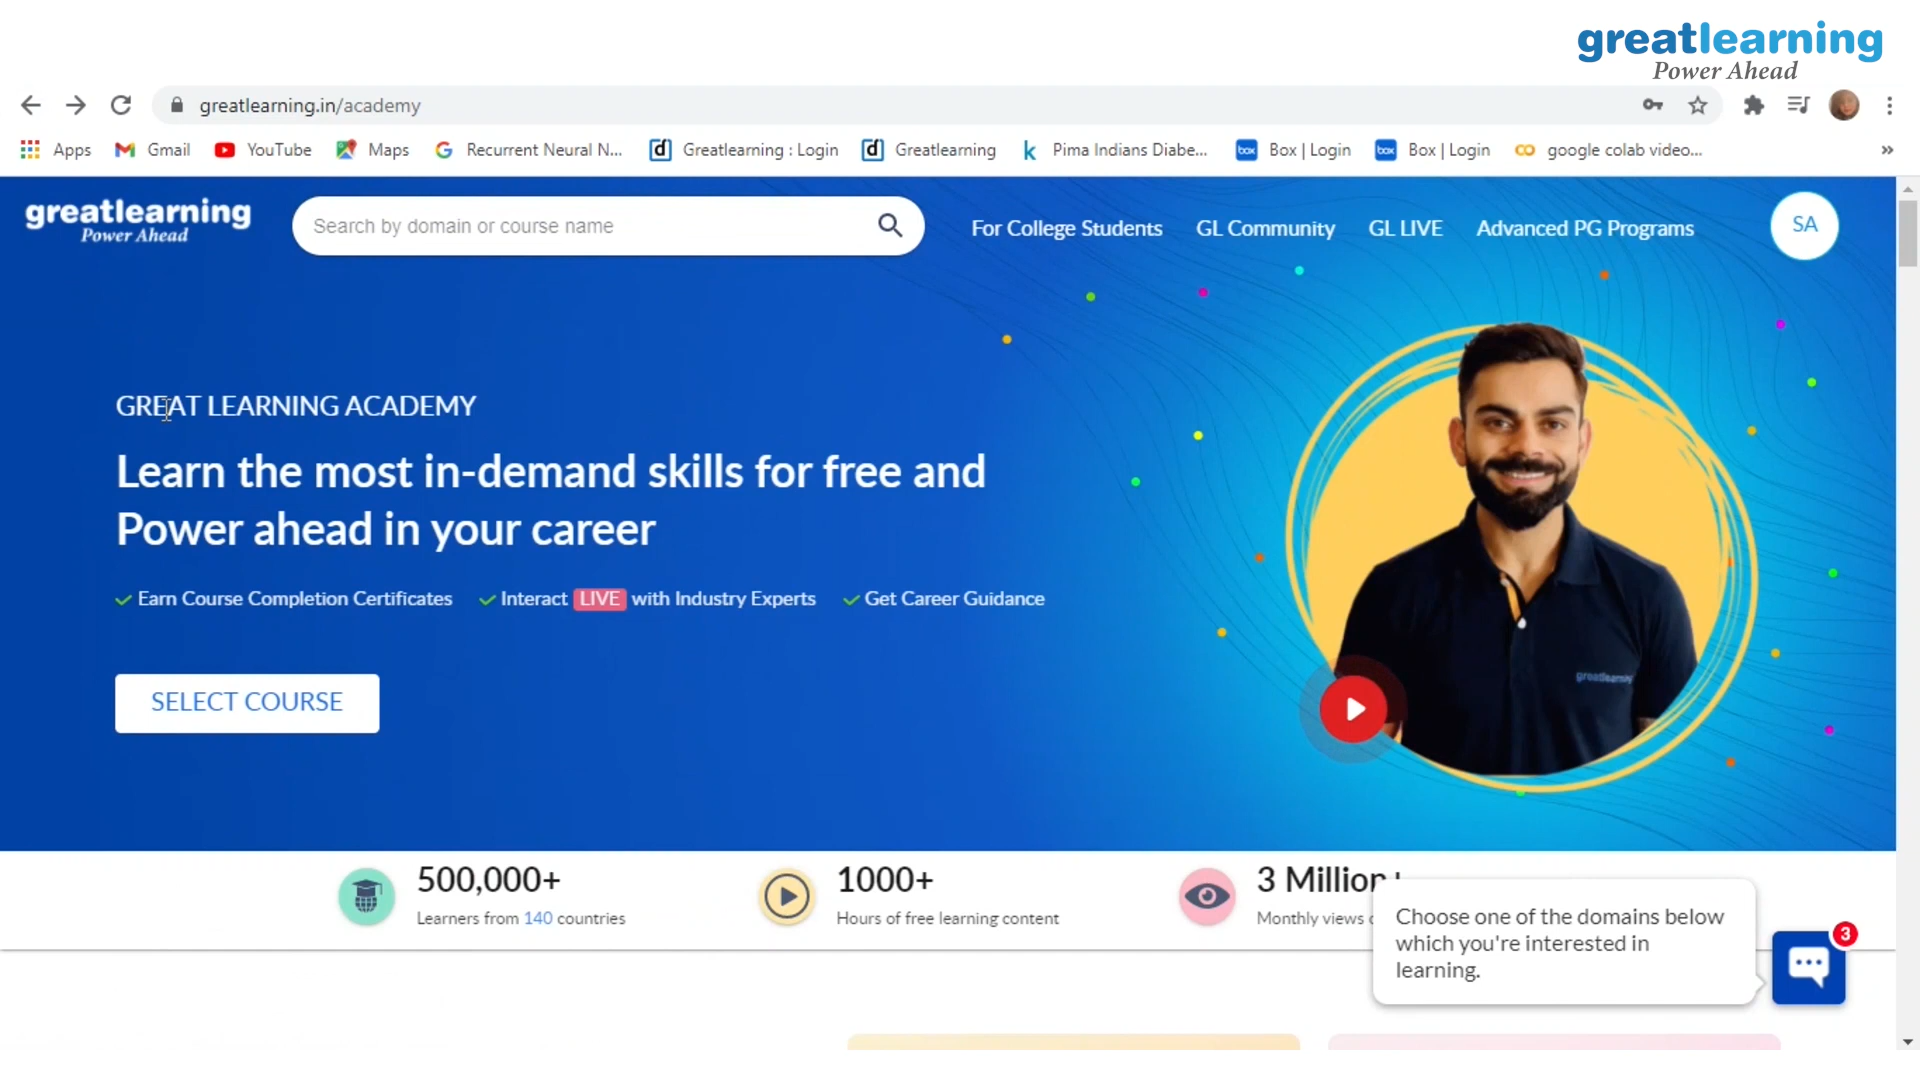 greatlearning
Power Ahead
greatlearning.in/academy
Apps
Gmail
YouTube
Maps
Recurrent Neural N...
Greatlearning : Login
Greatlearning
Pima Indians Diabe...
Box | Login
Box | Login
google colab video...
greatlearning
Power Ahead
Search by domain or course name
For College Students
GL Community
GL LIVE
Advanced PG Programs
SA
GREAT LEARNING ACADEMY
Learn the most in-demand skills for free and
Power ahead in your career
Earn Course Completion Certificates
Interact LIVE with Industry Experts
Get Career Guidance
greatlearning
SELECT COURSE
500,000+
Learners from 140 countries
1000+
Hours of free learning content
3 Million+
Monthly views
Choose one of the domains below
which you're interested in
learning.
3